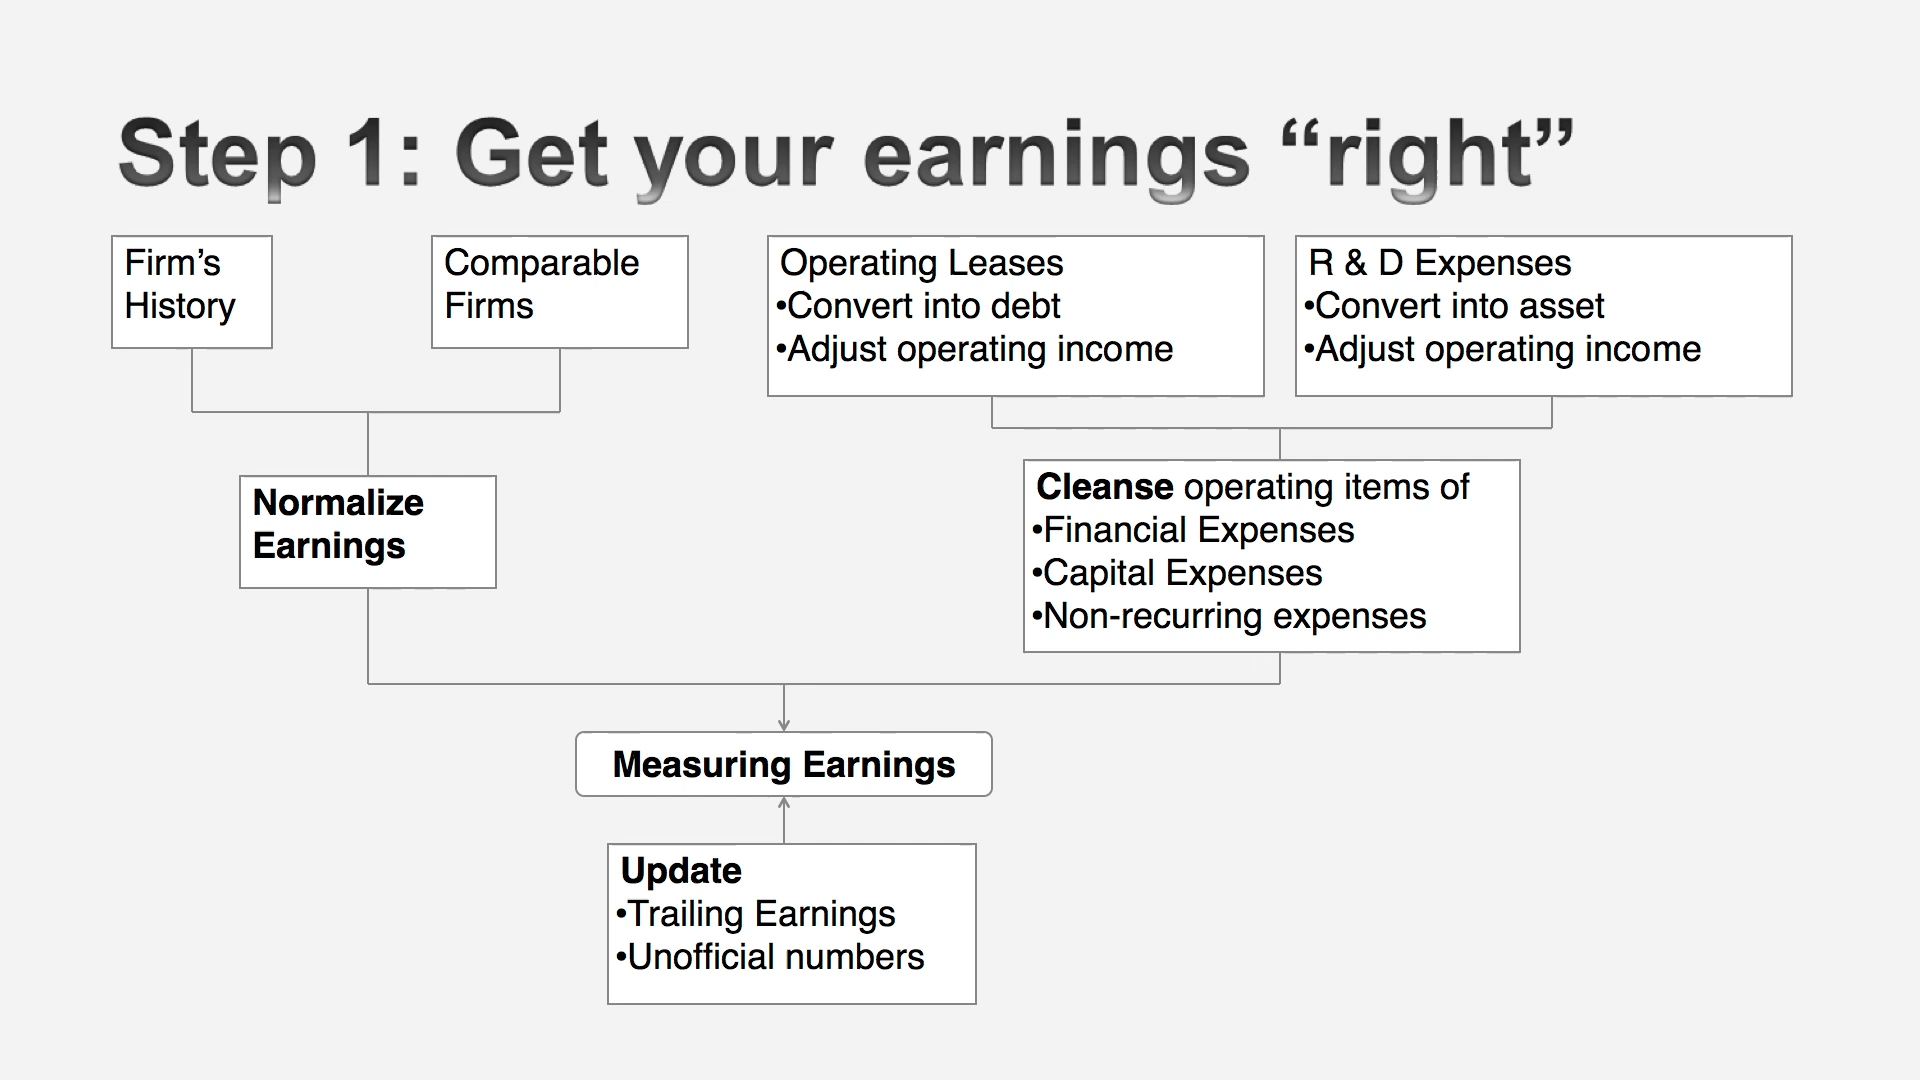 Step 1: Get your earnings “right”
Firm’s
History
Comparable
Firms
Operating Leases
•Convert into debt
•Adjust operating income
R & D Expenses
•Convert into asset
•Adjust operating income
Normalize
Earnings
Cleanse operating items of
•Financial Expenses
•Capital Expenses
•Non-recurring expenses
Measuring Earnings
Update
•Trailing Earnings
•Unofficial numbers